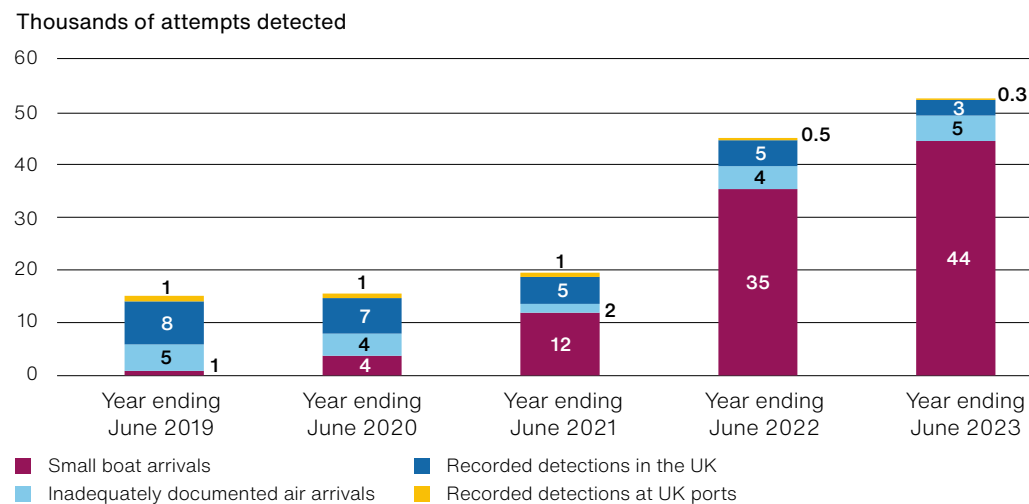 Thousands of attempts detected
60
50
40
30
20
10
0
1
8
5
1
1
7
4
4
1
5
2
12
0.5
5
4
35
0.3
3
5
44
Year ending
June 2019
Year ending
June 2020
Year ending
June 2021
Year ending
June 2022
Year ending
June 2023
Small boat arrivals
Recorded detections in the UK
Inadequately documented air arrivals
Recorded detections at UK ports